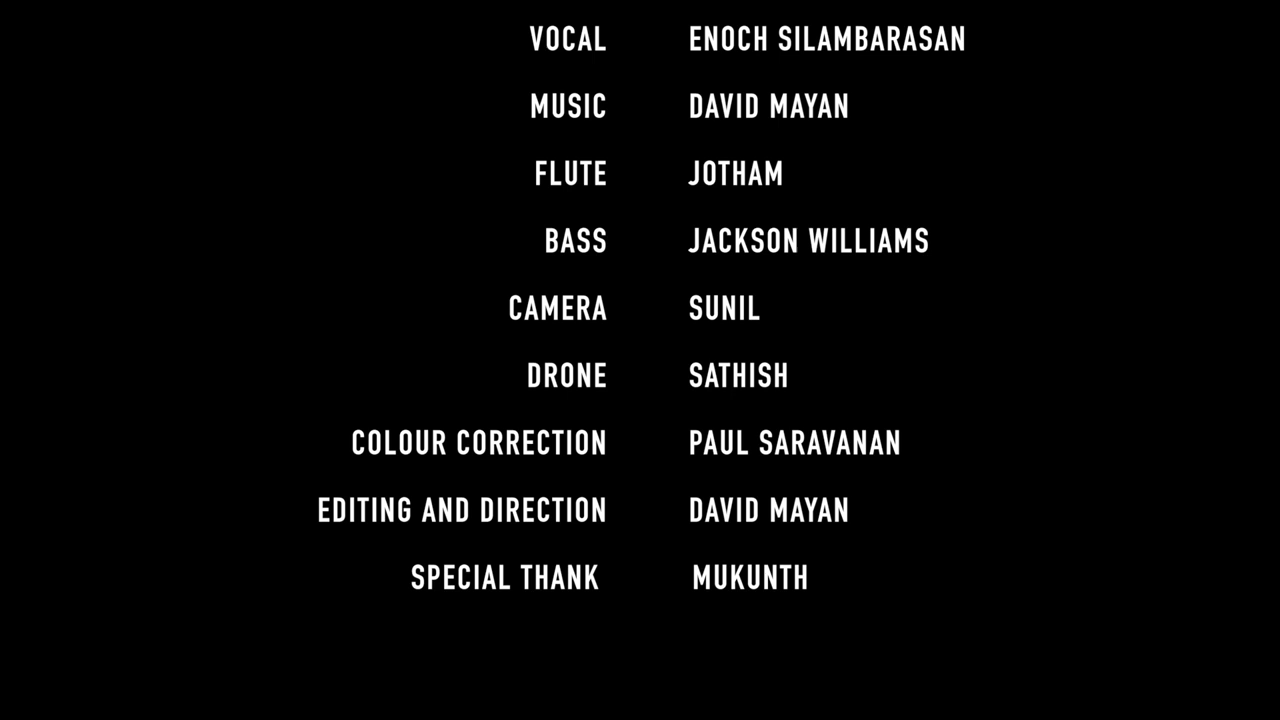 VOCAL ENOCH SILAMBARASAN
MUSIC DAVID MAYAN
FLUTE JOTHAM
BASS JACKSON WILLIAMS
CAMERA SUNIL
DRONE SATHISH
COLOUR CORRECTION PAUL SARAVANAN
EDITING AND DIRECTION DAVID MAYAN
SPECIAL THANK MUKUNTH